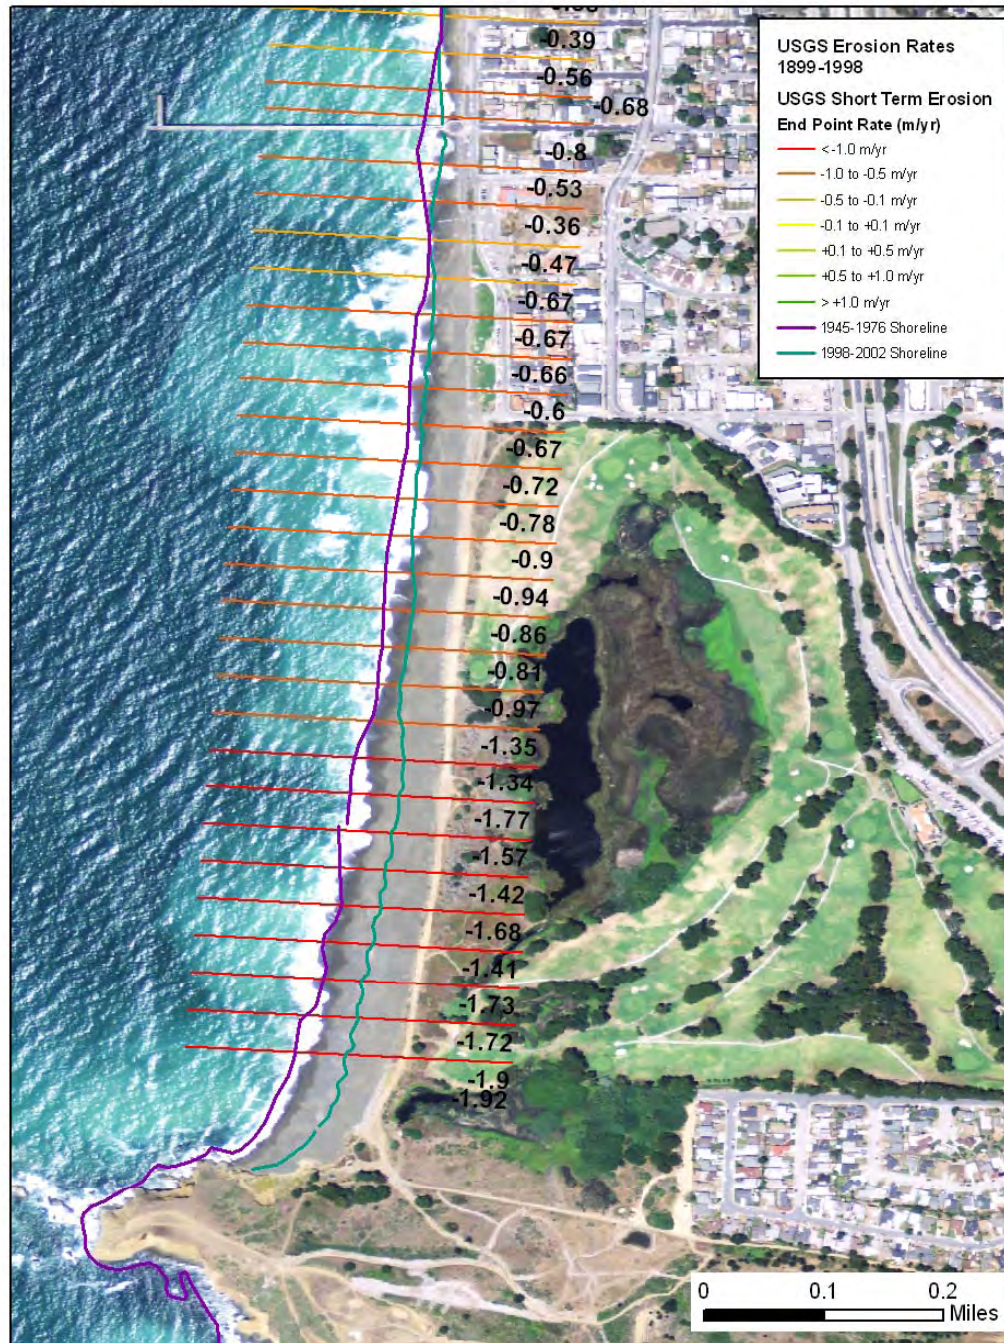 -0.39
-0.56
-0.68
-0.8
-0.53
-0.36
-0.47
-0.67
-0.67
-0.66
-0.6
-0.67
-0.72
-0.78
-0.9
-0.94
-0.86
-0.81
-0.97
-1.35
-1.34
-1.77
-1.57
-1.42
-1.68
-1.41
-1.73
-1.72
-1.9
-1.92
USGS Erosion Rates
1899-1998
USGS Short Term Erosion
End Point Rate (m/yr)
<-1.0 m/yr
-1.0 to -0.5 m/yr
-0.5 to -0.1 m/yr
-0.1 to +0.1 m/yr
+0.1 to +0.5 m/yr
+0.5 to +1.0 m/yr
> +1.0 m/yr
1945-1976 Shoreline
1998-2002 Shoreline
0 0.1 0.2
Miles